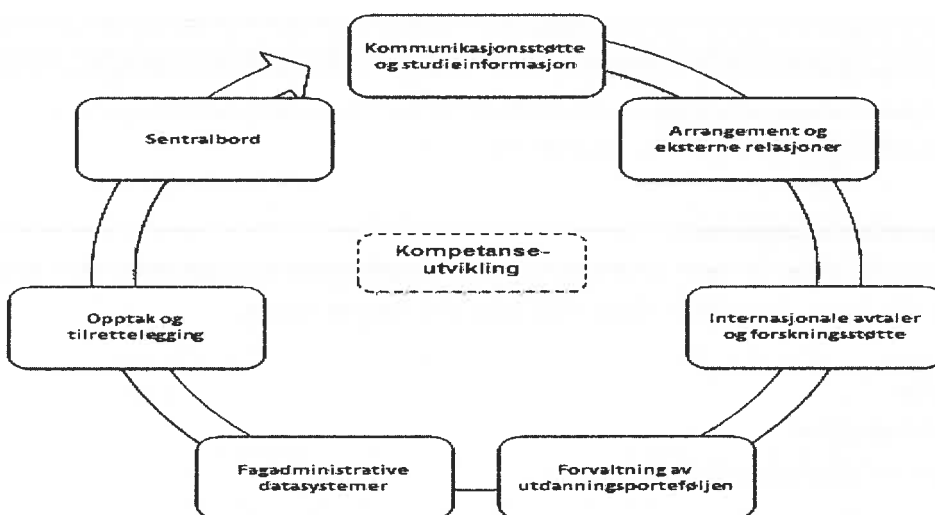 Kommunikasjonsstøtte
og studieinformasjon
Arrangement og
eksterne relasjoner
Internasjonale avtaler
og forskningsstøtte
Forvaltning av
utdanningsporteføljen
Fagadministrative
datasystemer
Opptak og
tilrettelegging
Sentralbord
Kompetanse-
utvikling